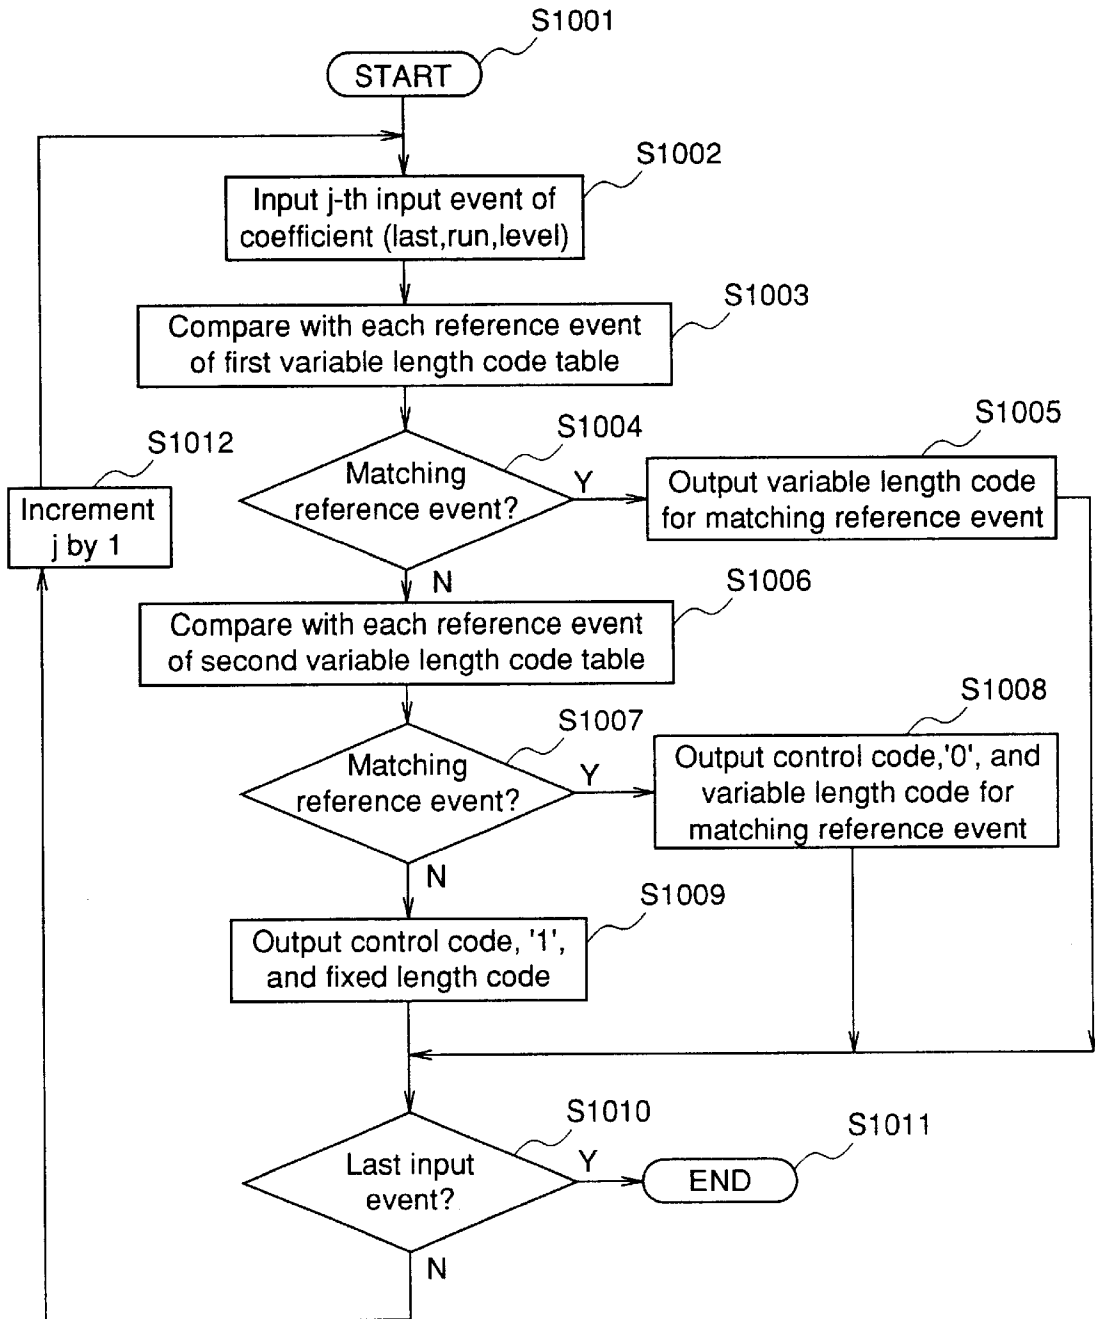 S1001
START
S1002
Input j-th input event of
coefficient (last,run,level)
S1003
Compare with each reference event
of first variable length code table
S1004
Matching
reference event?
Y
N
S1005
Output variable length code
for matching reference event
S1012
Increment
j by 1
S1006
Compare with each reference event
of second variable length code table
S1007
Matching
reference event?
Y
N
S1008
Output control code,'0', and
variable length code for
matching reference event
S1009
Output control code, '1',
and fixed length code
S1010
Last input
event?
Y
N
S1011
END